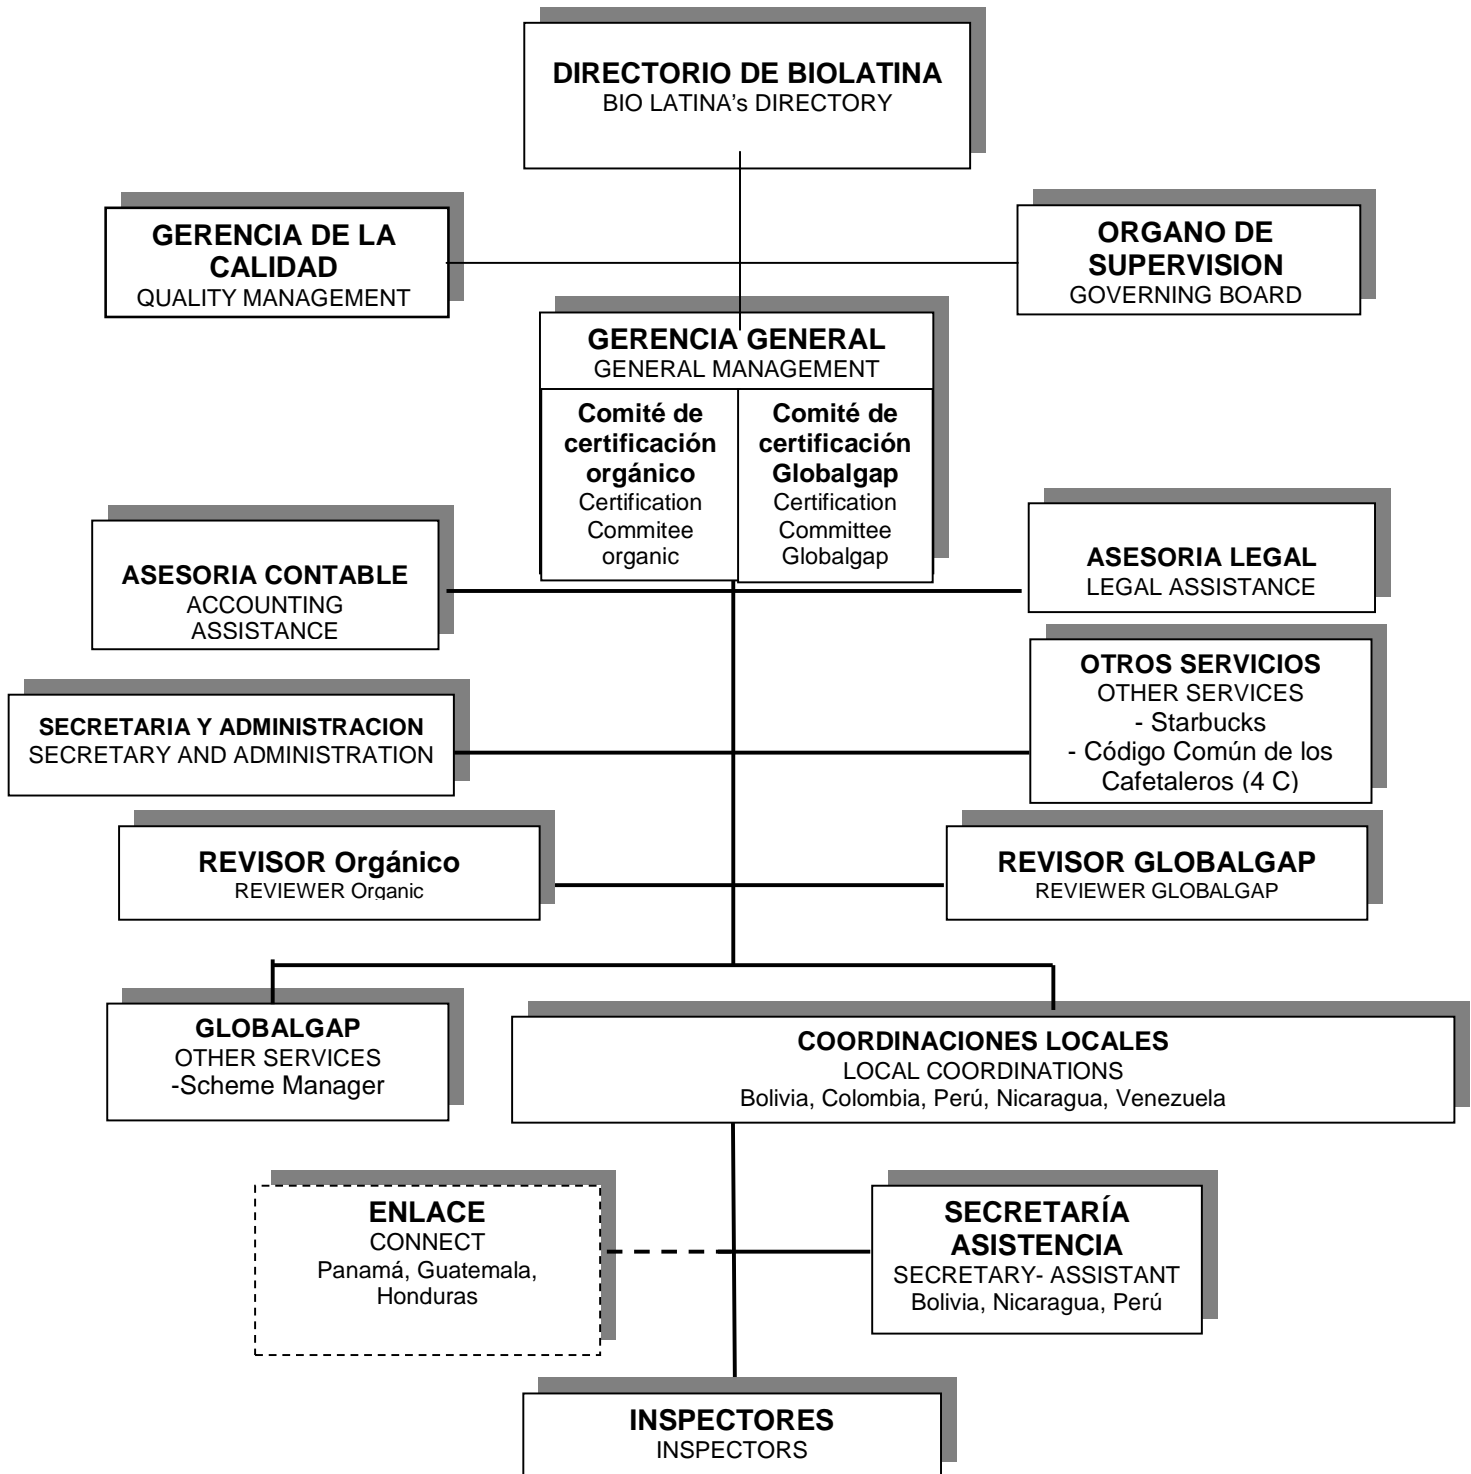 DIRECTORIO DE BIOLATINA
BIO LATINA's DIRECTORY
GERENCIA DE LA
CALIDAD
QUALITY MANAGEMENT
ORGANO DE
SUPERVISION
GOVERNING BOARD
GERENCIA GENERAL
GENERAL MANAGEMENT
Comité de
certificación
orgánico
Certification
Commitee
organic
Comité de
certificación
Globalgap
Certification
Committee
Globalgap
ASESORIA CONTABLE
ACCOUNTING
ASSISTANCE
ASESORIA LEGAL
LEGAL ASSISTANCE
SECRETARIA Y ADMINISTRACION
SECRETARY AND ADMINISTRATION
OTROS SERVICIOS
OTHER SERVICES
- Starbucks
- Código Común de los
Cafetaleros (4 C)
REVISOR Orgánico
REVIEWER Organic
REVISOR GLOBALGAP
REVIEWER GLOBALGAP
GLOBALGAP
OTHER SERVICES
-Scheme Manager
COORDINACIONES LOCALES
LOCAL COORDINATIONS
Bolivia, Colombia, Perú, Nicaragua, Venezuela
ENLACE
CONNECT
Panamá, Guatemala,
Honduras
SECRETARÍA
ASISTENCIA
SECRETARY- ASSISTANT
Bolivia, Nicaragua, Perú
INSPECTORES
INSPECTORS